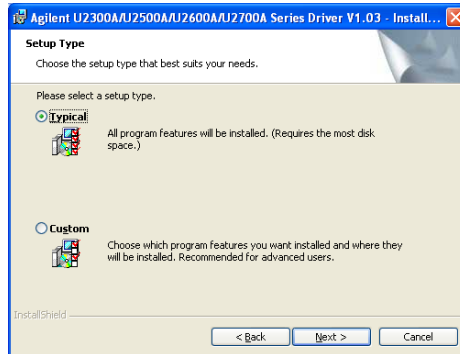 Agilent U2300A/U2500A/U2600A/U2700A Series Driver V1.03 - Install...
Setup Type
Choose the setup type that best suits your needs.
Please select a setup type.
Typical
All program features will be installed. (Requires the most disk
space.)
Custom
Choose which program features you want installed and where they
will be installed. Recommended for advanced users.
InstallShield
< Back
Next >
Cancel